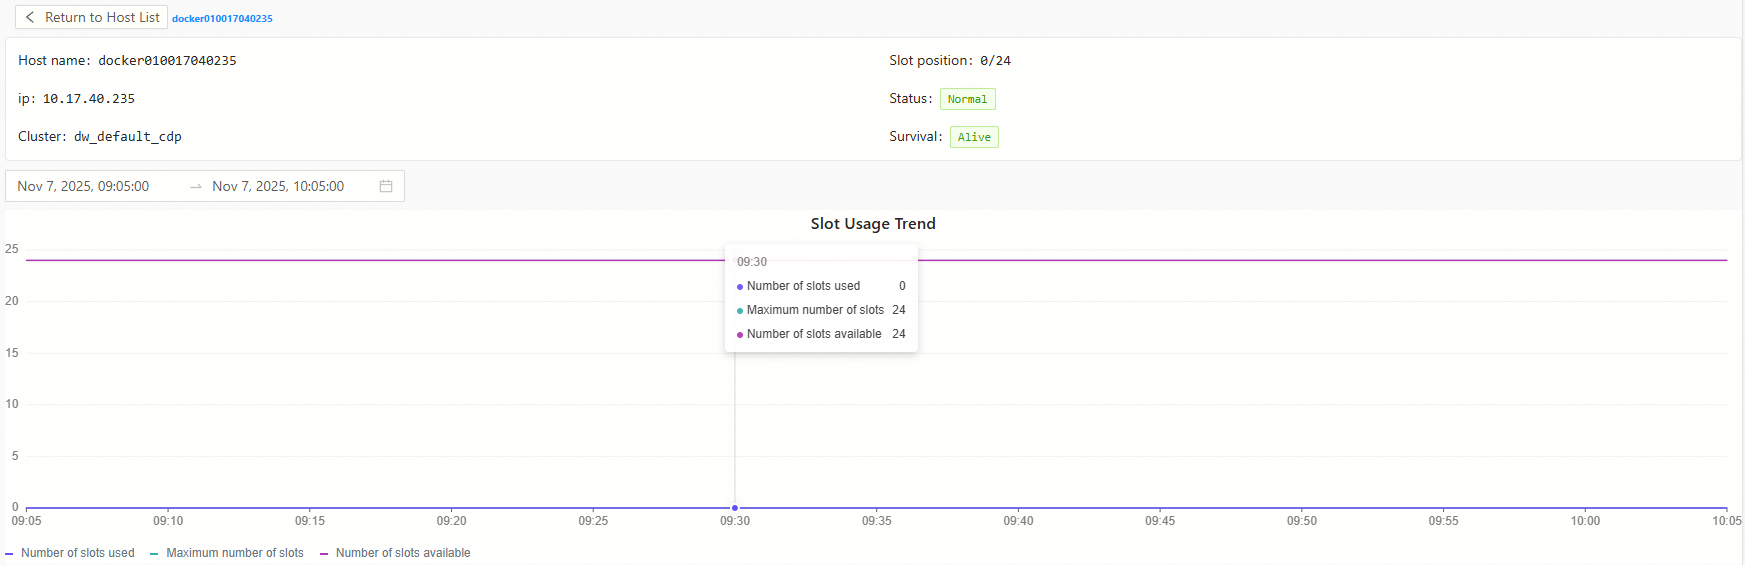 Return to Host List docker010017040235
Host name: docker010017040235 Slot position: 0/24
ip: 10.17.40.235 Status: Normal
Cluster: dw_default_cdp Survival: Alive
Nov 7, 2025, 09:05:00 → Nov 7, 2025, 10:05:00
Slot Usage Trend
25
20
15
10
5
0
09:30
Number of slots used 0
Maximum number of slots 24
Number of slots available 24
09:05 09:10 09:15 09:20 09:25 09:30 09:35 09:40 09:45 09:50 09:55 10:00 10:05
Number of slots used Maximum number of slots Number of slots available